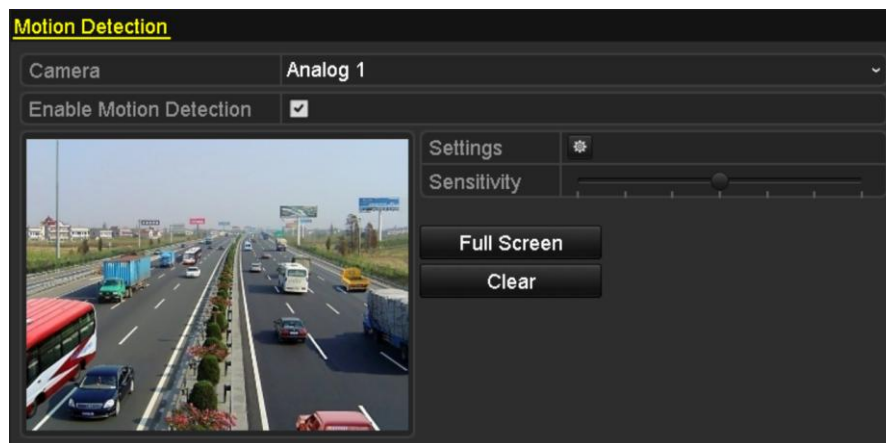 Motion Detection
Camera Analog 1
Enable Motion Detection
Settings
Sensitivity
Full Screen
Clear